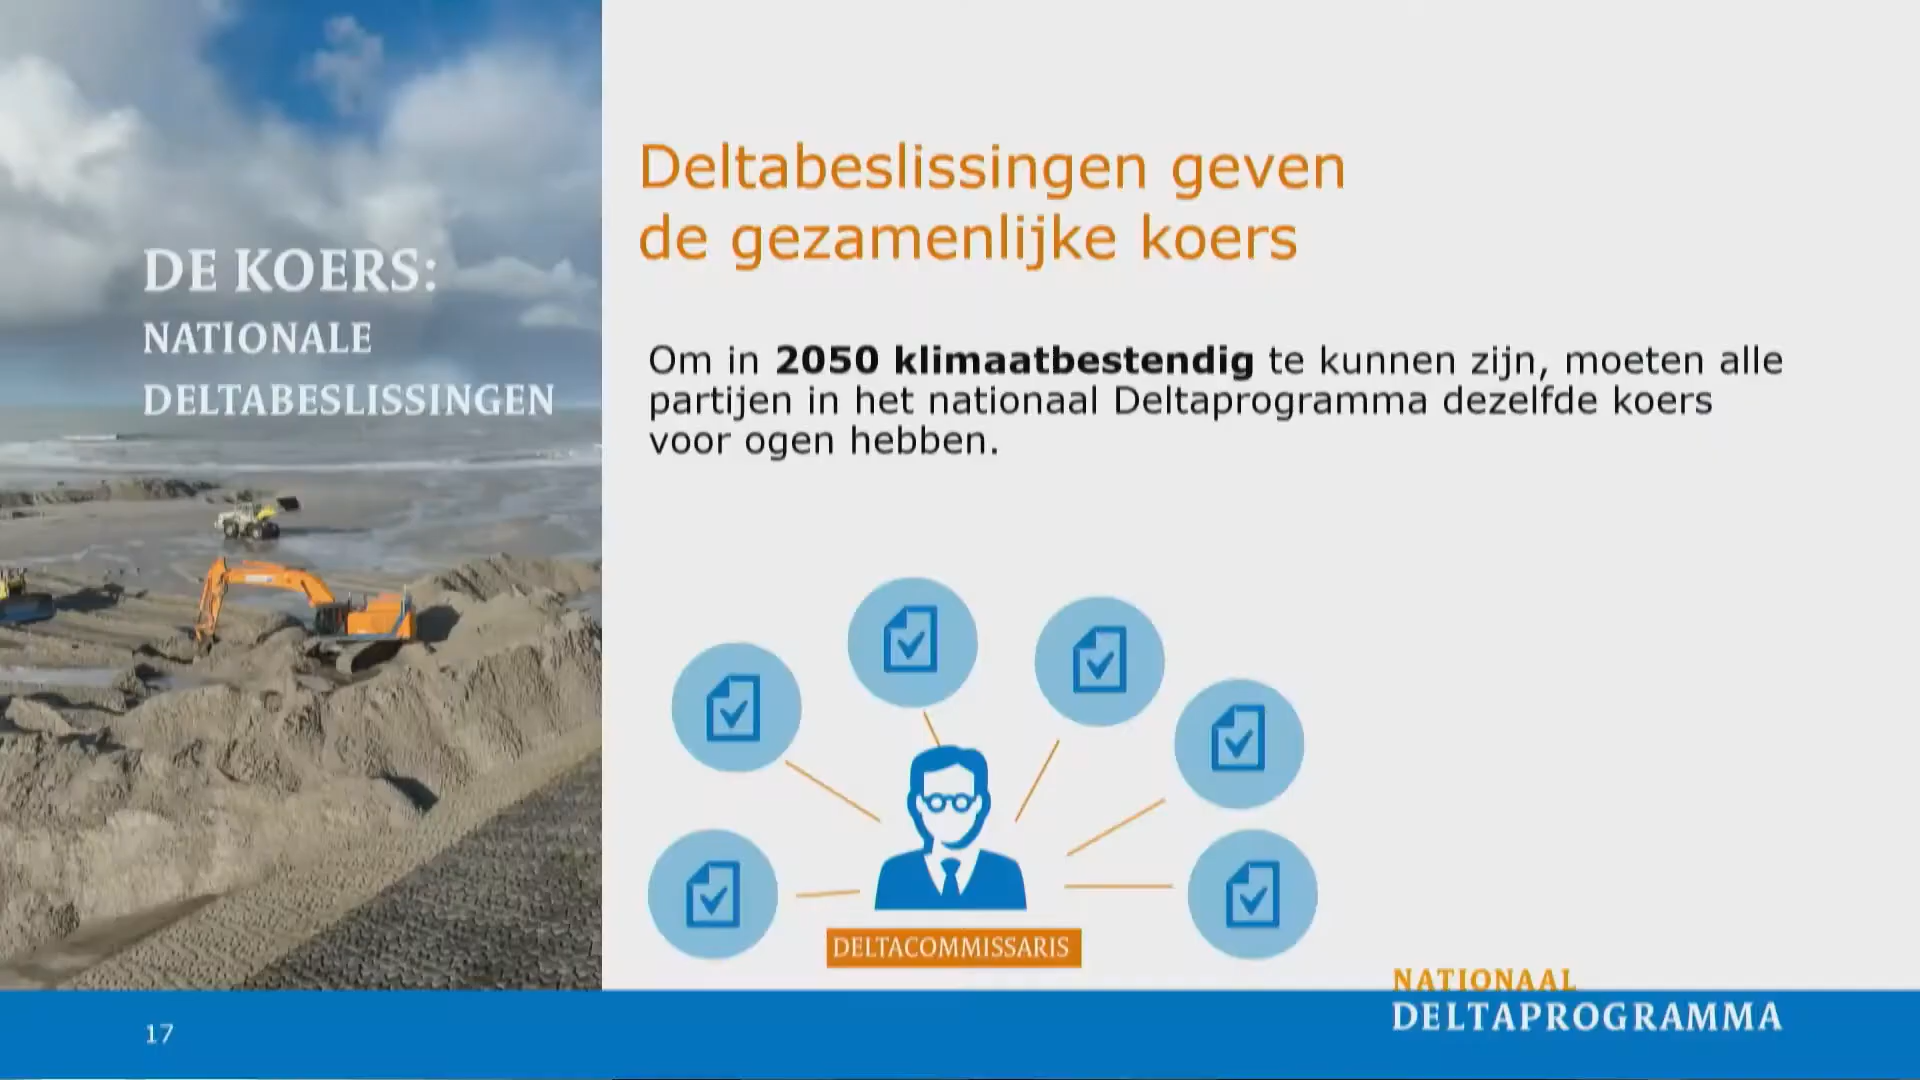 DE KOERS:
NATIONALE
DELTABESLISSINGEN
Deltabeslissingen geven
de gezamenlijke koers
Om in 2050 klimaatbestendig te kunnen zijn, moeten alle
partijen in het nationaal Deltaprogramma dezelfde koers
voor ogen hebben.
DELTACOMMISSARIS
NATIONAAL
DELTAPROGRAMMA
17